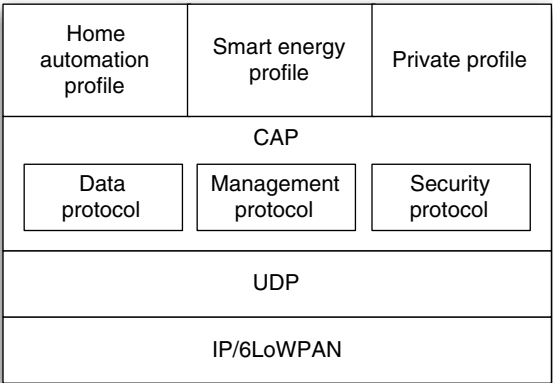 Home
automation
profile
Smart energy
profile
Private profile
CAP
Data
protocol
Management
protocol
Security
protocol
UDP
IP/6LoWPAN